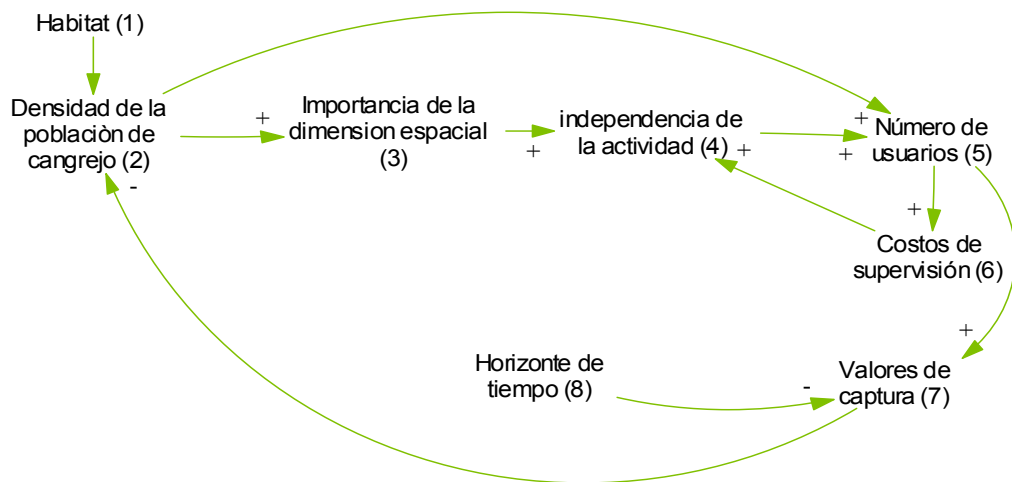 Habitat (1)
Densidad de la
poblaciòn de
cangrejo (2)
-
+
Importancia de la
dimension espacial
(3)
+
independencia de
la actividad (4)
+
+
+
Número de
usuarios (5)
+
Costos de
supervisión (6)
+
Horizonte de
tiempo (8)
-
Valores de
captura (7)